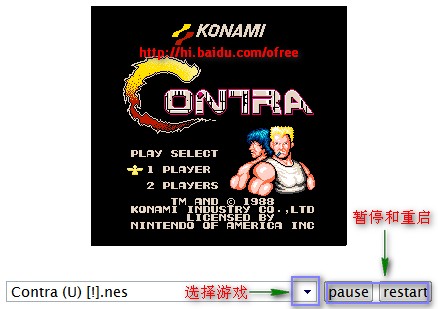 KONAMI
http://hi.baidu.com/ofree
CONTRA
PLAY SELECT
1 PLAYER
2 PLAYERS
TM AND © 1988
KONAMI INDUSTRY CO.,LTD
LICENSED BY
NINTENDO OF AMERICA INC
暂停和重启
Contra (U) [!].nes
选择游戏
pause
restart